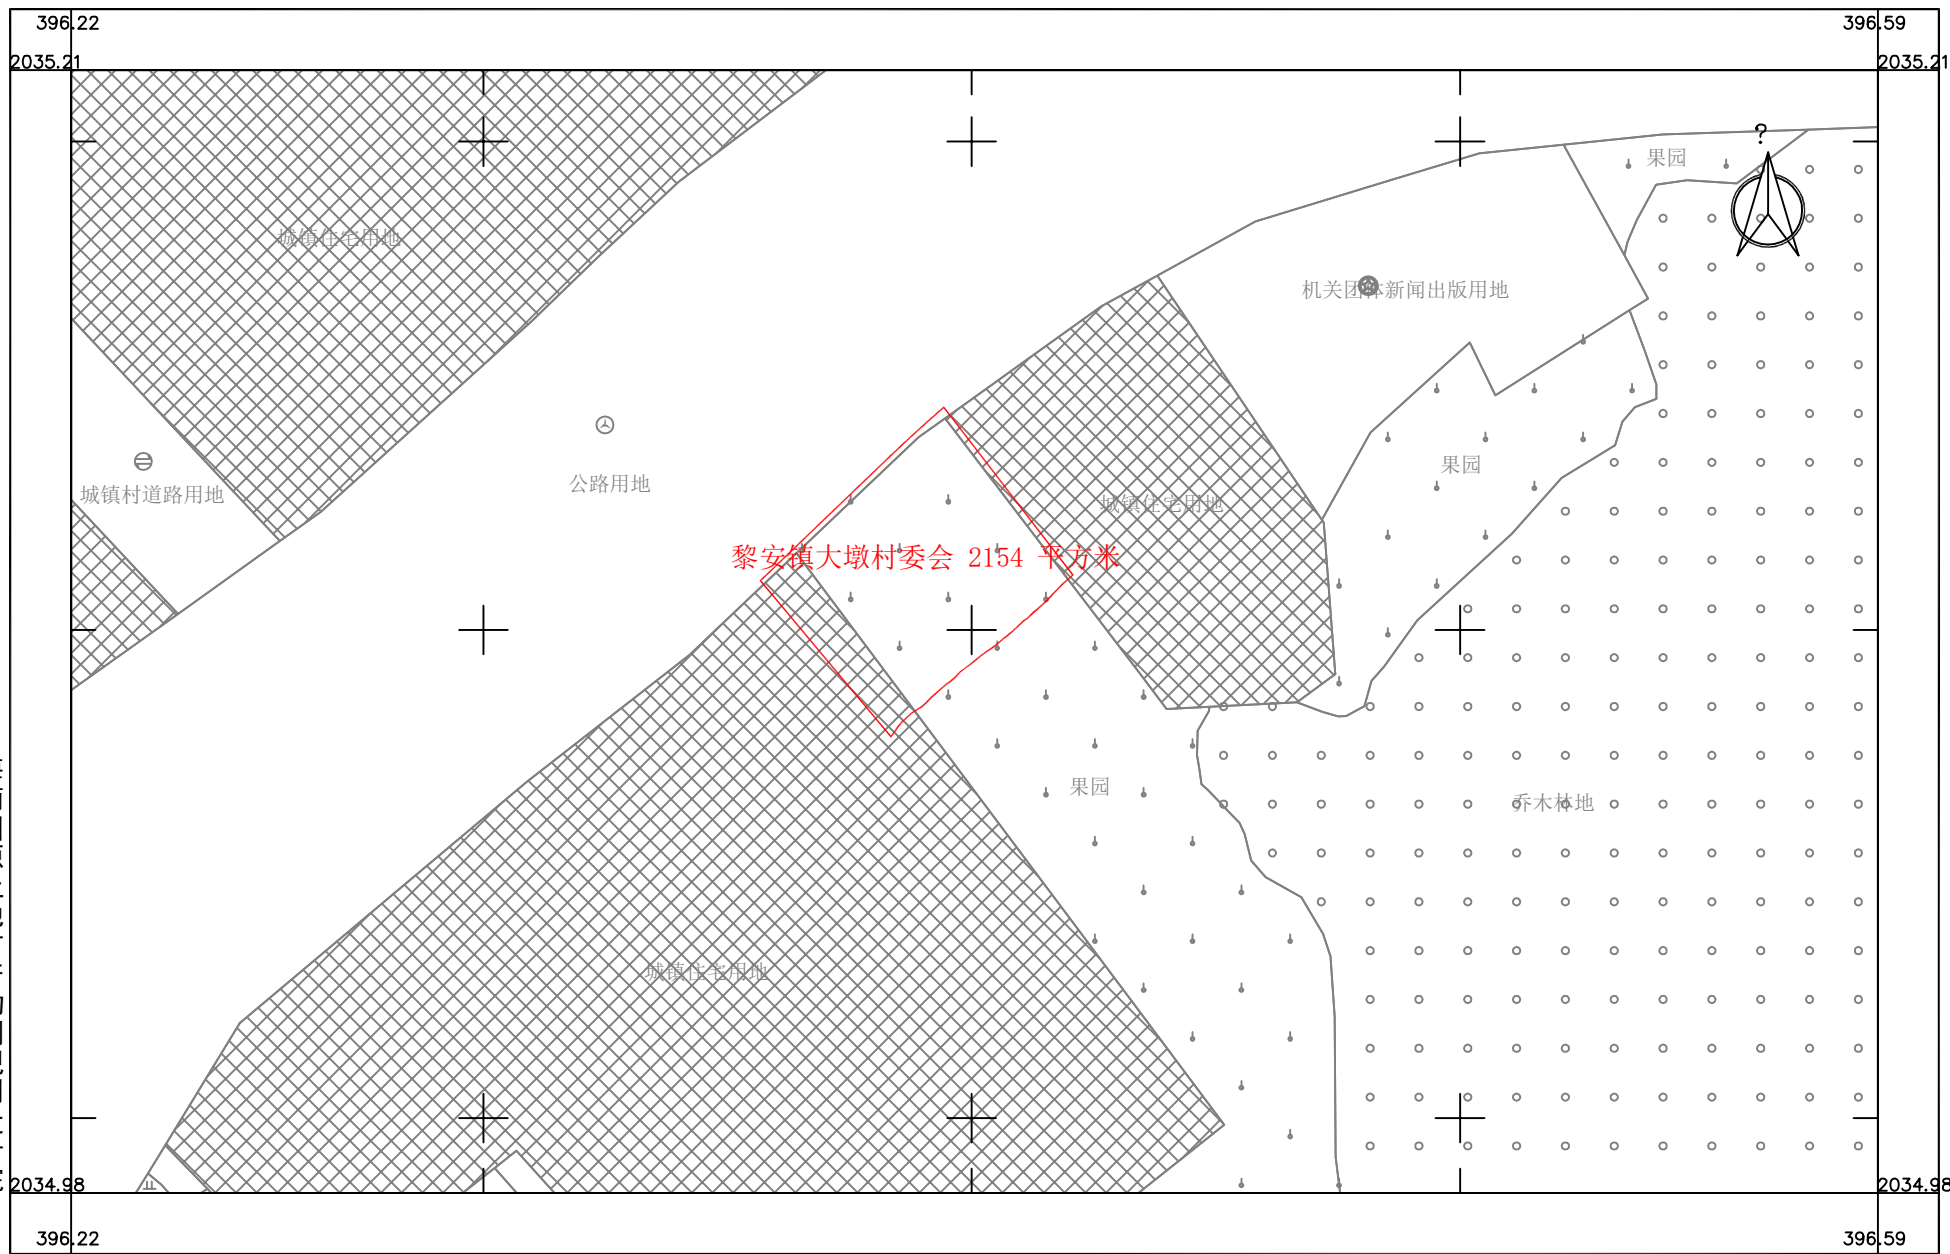 396.22
396.59
2035.21
2035.21
?
果园
城镇住宅用地
机关团体新闻出版用地
果园
公路用地
城镇村道路用地
城镇住宅用地
黎安镇大墩村委会 2154 平方米
果园
乔木林地
城镇住宅用地
2034.98
2034.98
396.22
396.59